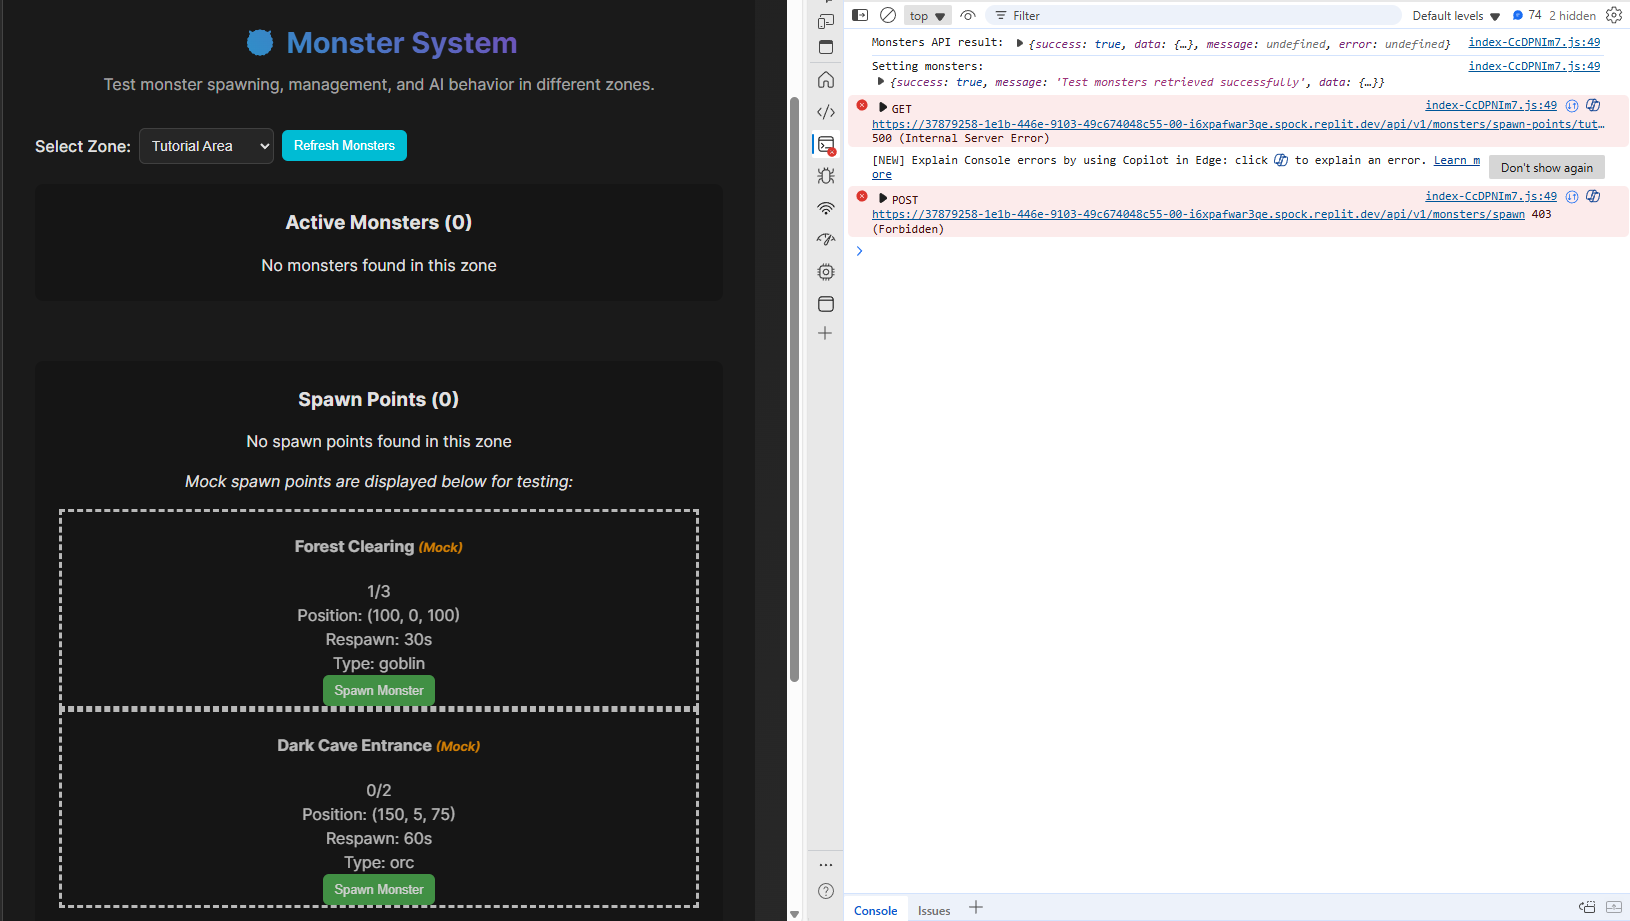 Monster System
Test monster spawning, management, and AI behavior in different zones.
Select Zone: Tutorial Area Refresh Monsters
Active Monsters (0)
No monsters found in this zone
Spawn Points (0)
No spawn points found in this zone
Mock spawn points are displayed below for testing:
Forest Clearing (Mock)
1/3
Position: (100, 0, 100)
Respawn: 30s
Type: goblin
Spawn Monster
Dark Cave Entrance (Mock)
0/2
Position: (150, 5, 75)
Respawn: 60s
Type: orc
Spawn Monster
top Filter Default levels 74 2 hidden
Monsters API result: {success: true, data: {…}, message: undefined, error: undefined} index-CcDPNIm7.js:49
Setting monsters: index-CcDPNIm7.js:49
{success: true, message: 'Test monsters retrieved successfully', data: {…}}
GET index-CcDPNIm7.js:49
https://37879258-1e1b-446e-9103-49c674048c55-00-i6xpafwar3qe.spock.replit.dev/api/v1/monsters/spawn-points/tut…
500 (Internal Server Error)
[NEW] Explain Console errors by using Copilot in Edge: click to explain an error. Learn m
ore
Don't show again
POST index-CcDPNIm7.js:49
https://37879258-1e1b-446e-9103-49c674048c55-00-i6xpafwar3qe.spock.replit.dev/api/v1/monsters/spawn 403
(Forbidden)
Console Issues